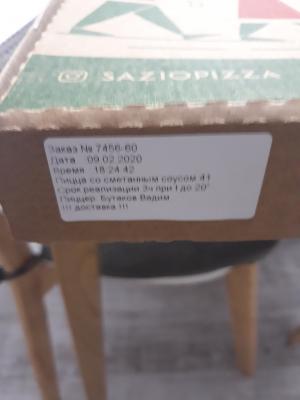 SAZIOPIZZA
Заказ № 7456-60
Дата 09.02.2020
Время 18:24:42
Пицца со сметанным соусом 41
Срок реализации 3ч при t до 20°
Пиццер: Бутаков Вадим
!!! доставка !!!